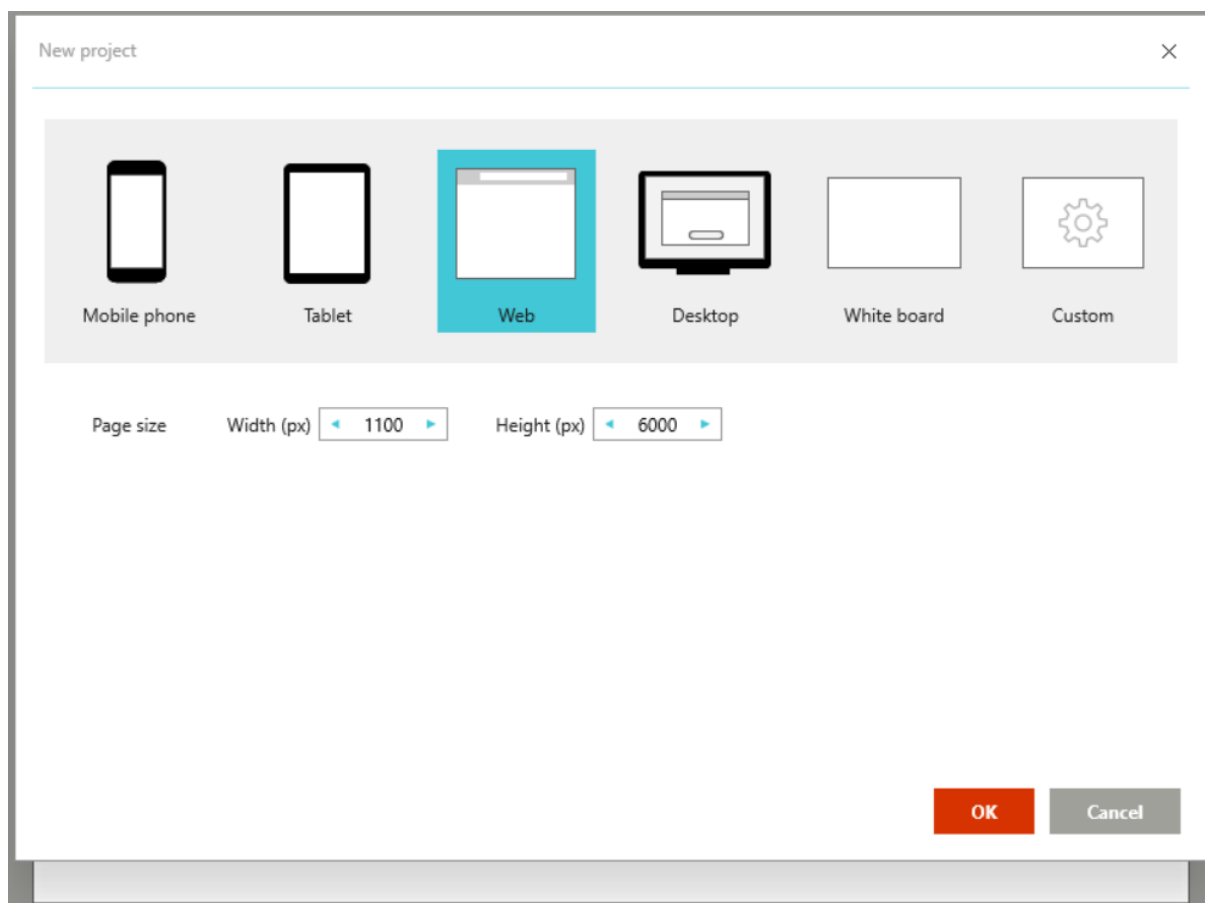 New project
Mobile phone Tablet Web Desktop White board Custom
Page size Width (px) 1100 Height (px) 6000
OK Cancel